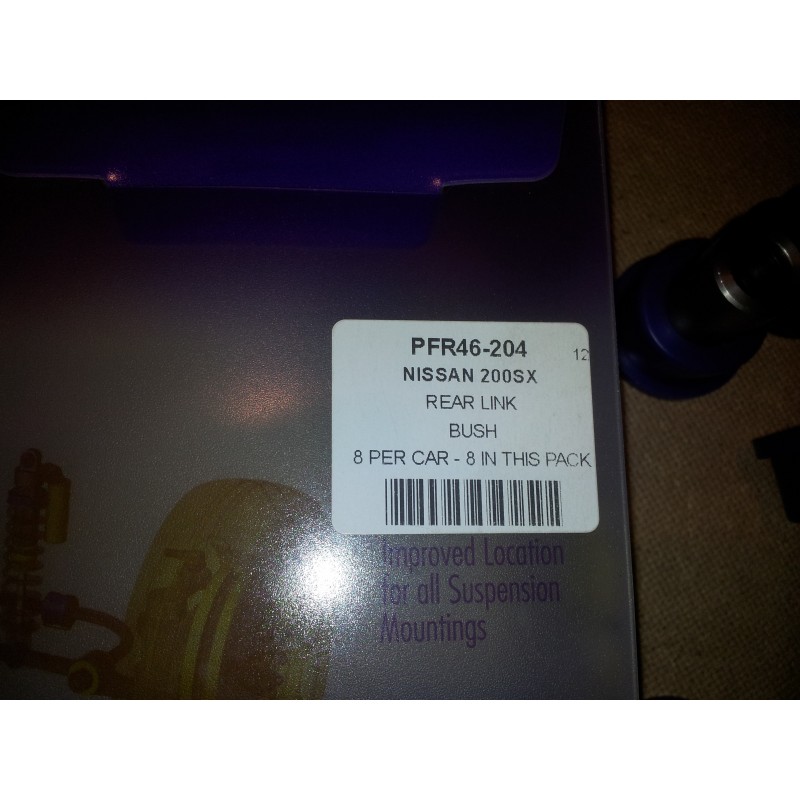 PFR46-204
12
NISSAN 200SX
REAR LINK
BUSH
8 PER CAR - 8 IN THIS PACK
Improved Location
for all Suspension
Mountings